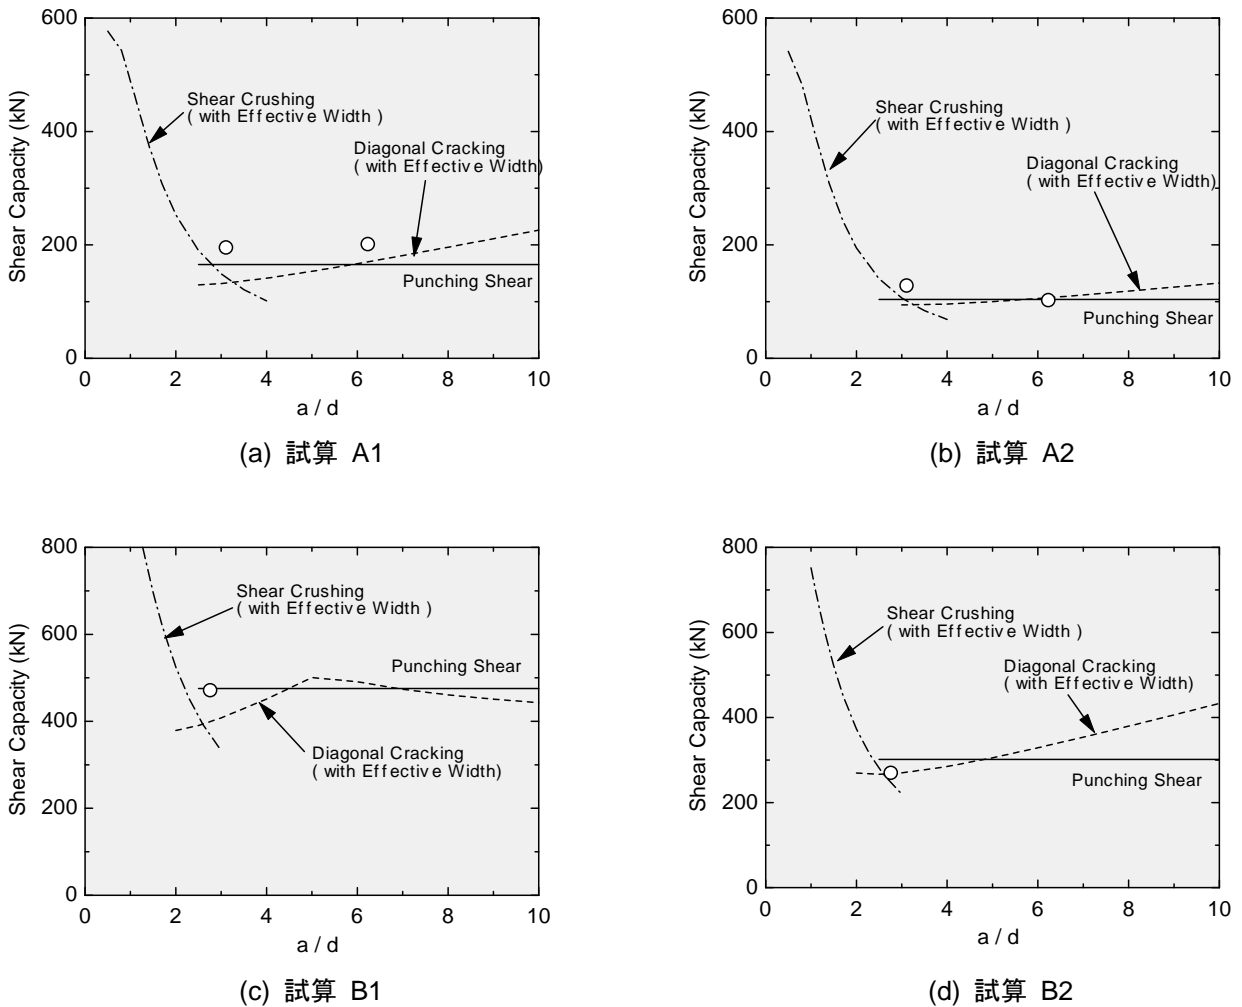 600
400
200
0
Shear Capacity (kN)
Shear Crushing
( with Effective Width )
Diagonal Cracking
( with Effective Width)
Punching Shear
0 2 4 6 8 10
a / d
(a) 試算 A1
600
400
200
0
Shear Capacity (kN)
Shear Crushing
( with Effective Width )
Diagonal Cracking
( with Effective Width)
Punching Shear
0 2 4 6 8 10
a / d
(b) 試算 A2
800
600
400
200
0
Shear Capacity (kN)
Shear Crushing
( with Effective Width )
Punching Shear
Diagonal Cracking
( with Effective Width)
0 2 4 6 8 10
a / d
(c) 試算 B1
800
600
400
200
0
Shear Capacity (kN)
Shear Crushing
( with Effective Width )
Diagonal Cracking
( with Effective Width)
Punching Shear
0 2 4 6 8 10
a / d
(d) 試算 B2